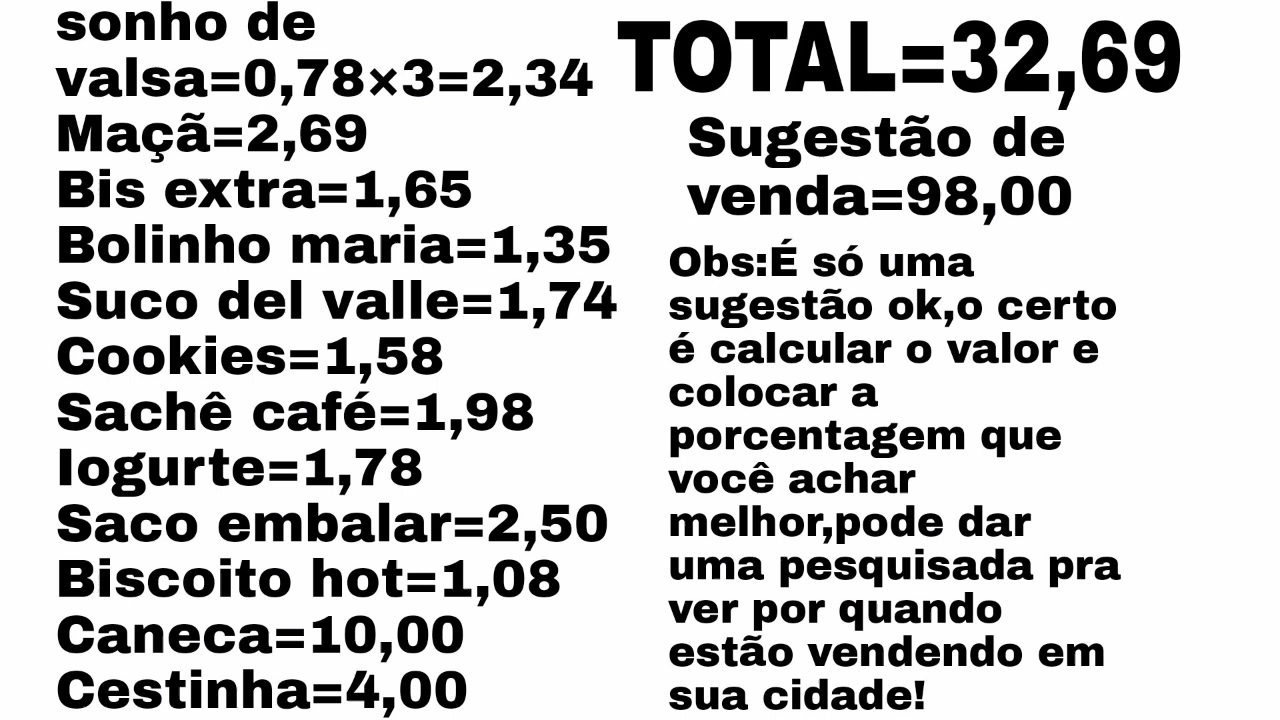 sonho de
valsa=0,78×3=2,34
Maçã=2,69
Bis extra=1,65
Bolinho maria=1,35
Suco del valle=1,74
Cookies=1,58
Sachê café=1,98
Iogurte=1,78
Saco embalar=2,50
Biscoito hot=1,08
Caneca=10,00
Cestinha=4,00
TOTAL=32,69
Sugestão de
venda=98,00
Obs:É só uma
sugestão ok,o certo
é calcular o valor e
colocar a
porcentagem que
você achar
melhor,pode dar
uma pesquisada pra
ver por quando
estão vendendo em
sua cidade!